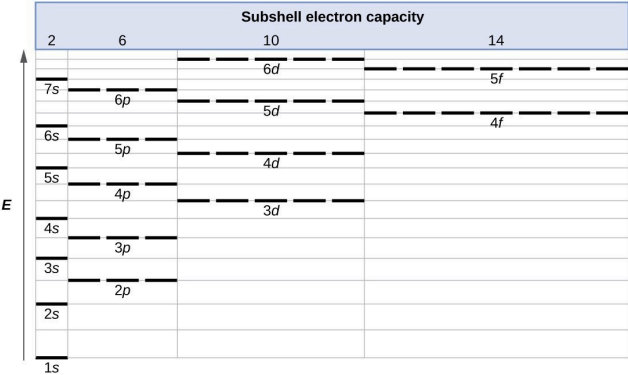 Subshell electron capacity
2 6 10 14
6d
5f
7s
6p
5d
4f
6s
5p
4d
5s
4p
E
3d
4s
3p
3s
2p
2s
1s